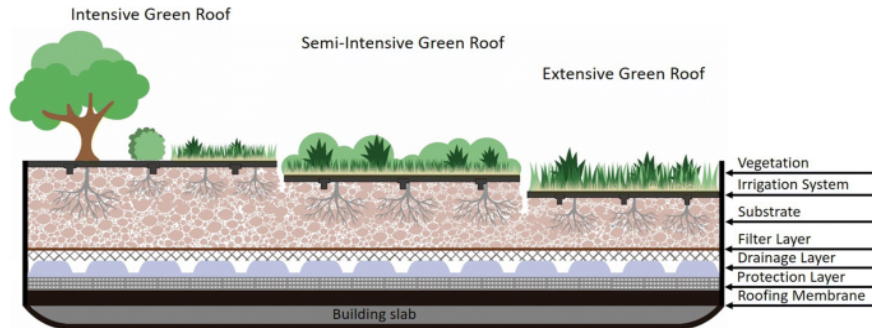 Intensive Green Roof
Semi-Intensive Green Roof
Extensive Green Roof
Vegetation
Irrigation System
Substrate
Filter Layer
Drainage Layer
Protection Layer
Roofing Membrane
Building slab